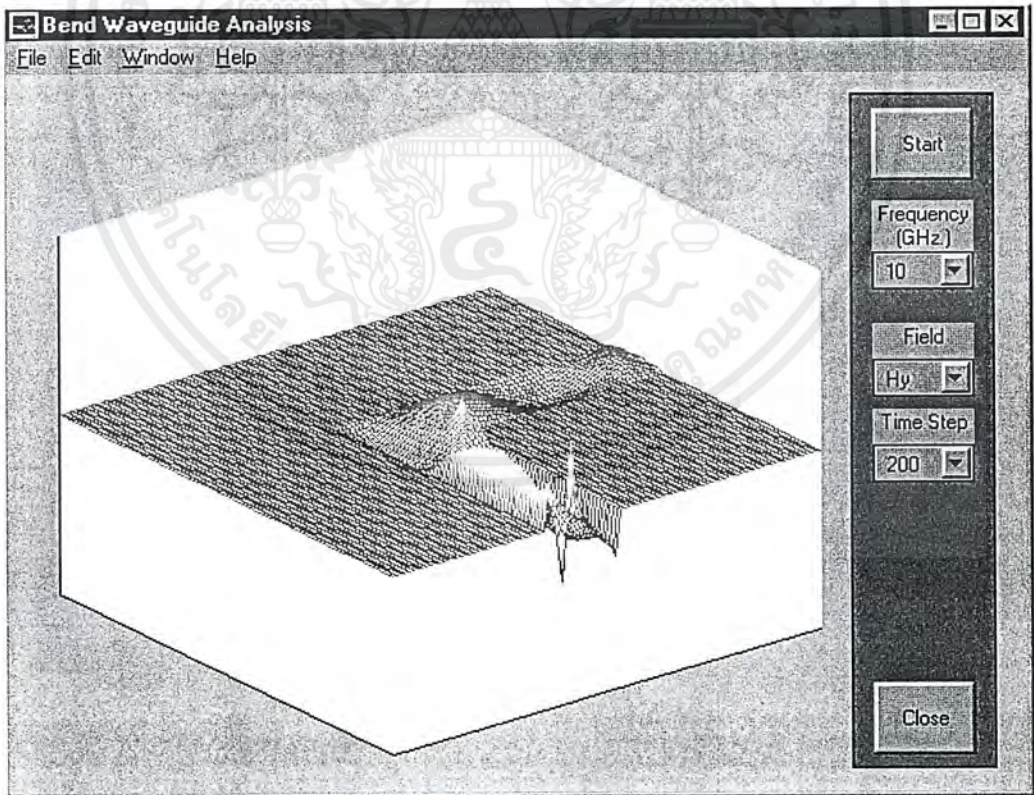 Bend Waveguide Analysis
File Edit Window Help
Start
Frequency
(GHz.)
10
Field
Hy
Time Step
200
Close